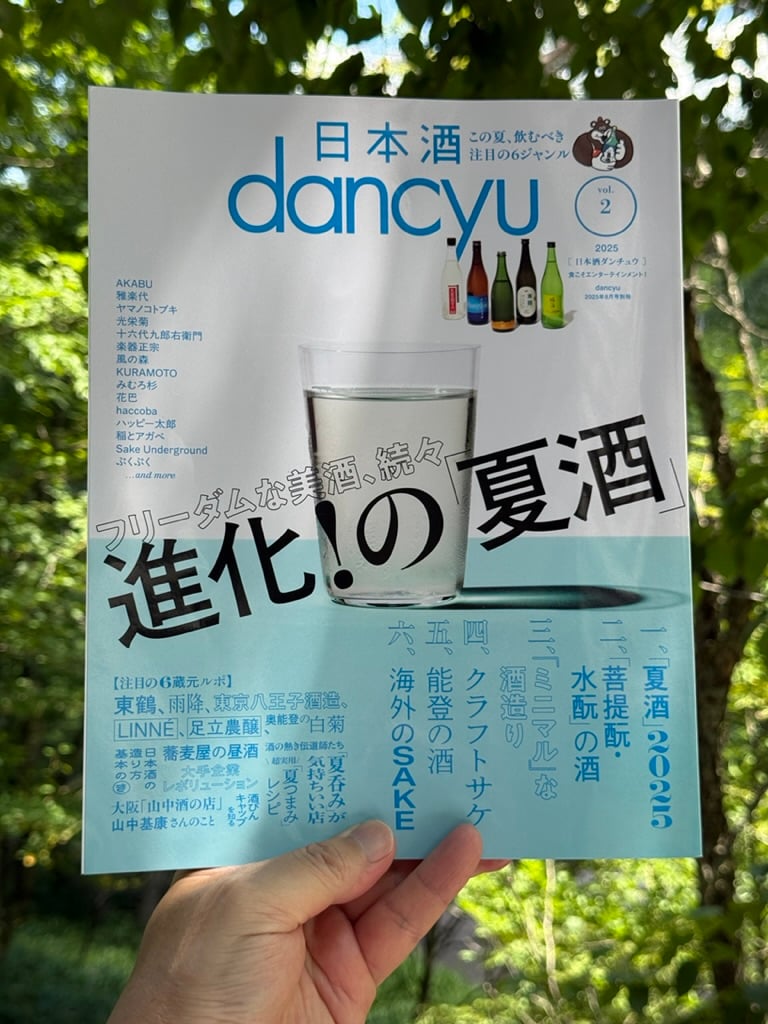 日本酒
この夏、飲むべき
注目の6ジャンル
dancyu
vol.
2
2025
[日本酒ダンチュウ]
食こそエンターテインメント!
dancyu
2025年8月号別冊
AKABU
雅楽代
ヤマノコトブキ
光栄菊
十六代九郎右衛門
楽器正宗
風の森
KURAMOTO
みむろ杉
花巴
haccoba
ハッピー太郎
稲とアガベ
Sake Underground
ぷくぷく
...and more
フリーダムな美酒、続々
進化!の「夏酒」
一、「夏酒」2025
二、「菩提酛・
水酛」の酒
三、「ミニマル」な
酒造り
四、クラフトサケ
五、能登の酒
六、海外のSAKE
【注目の6蔵元ルポ】
東鶴、雨降、東京八王子酒造、
LINNÉ、足立農醸、奥能登の白菊
日本酒の
造りの方
蕎麦屋の昼酒
大手企業
レボリューション
大阪「山中酒の店」
山中基康さんのこと
酒びん
キャップ
を知る
酒の熱き伝道師たち
「夏呑みが
気持ちいい店」
超実用
「夏つまみ」
レシピ